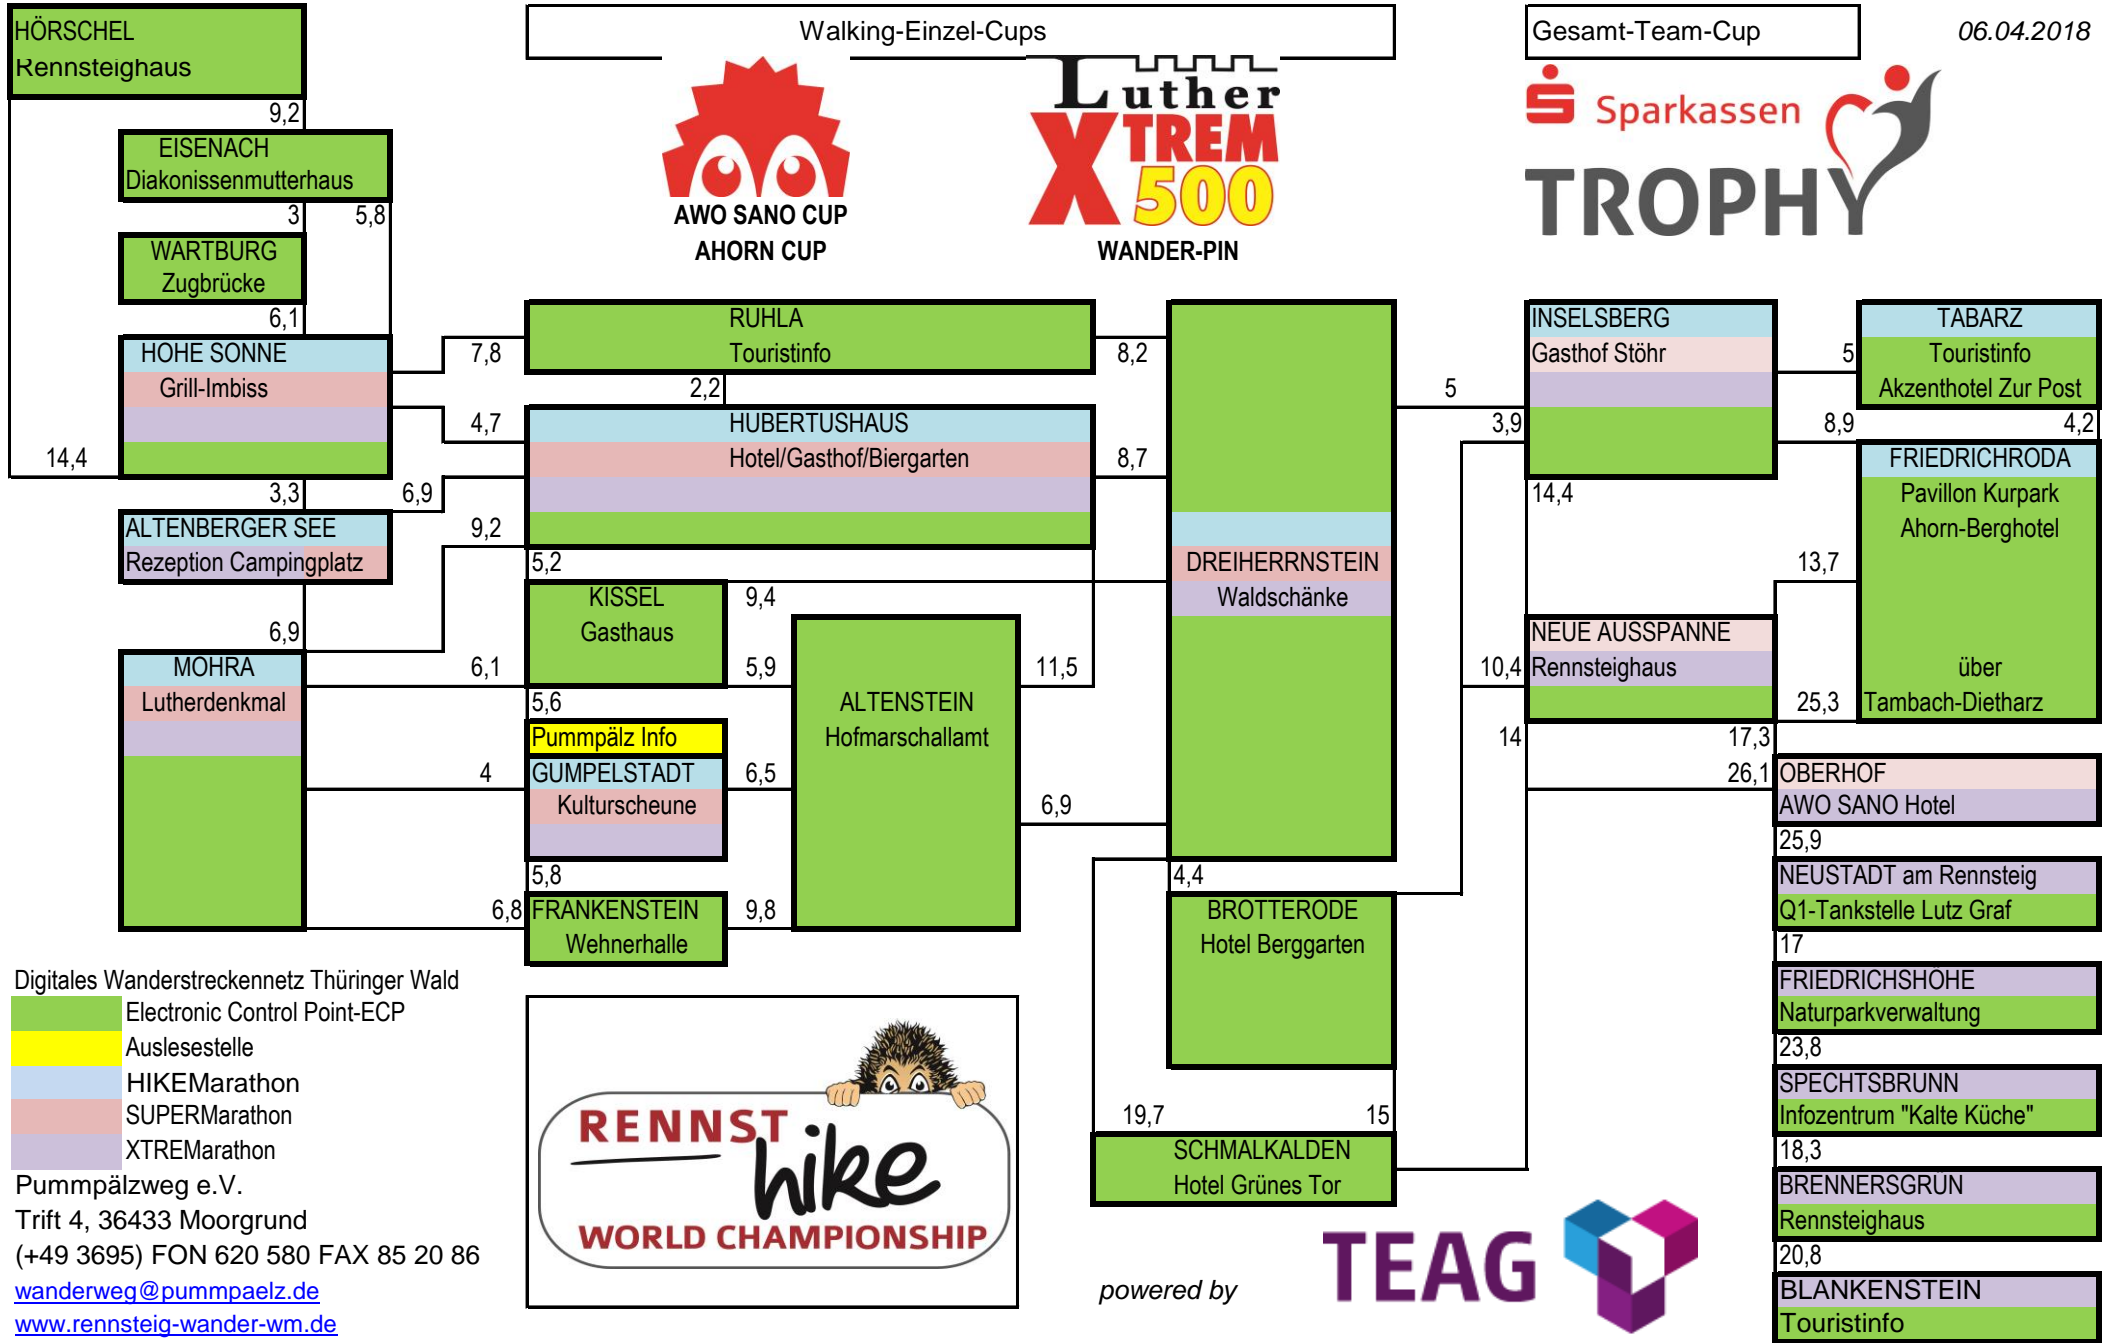 HÖRSCHEL
Rennsteighaus
Walking-Einzel-Cups
Gesamt-Team-Cup
06.04.2018
9,2
EISENACH
Diakonissenmutterhaus
3
5,8
WARTBURG
Zugbrücke
6,1
AWO SANO CUP
AHORN CUP
Luther
XTREM
500
WANDER-PIN
Sparkassen
TROPHY
HOHE SONNE
Grill-Imbiss
14,4
3,3
6,9
7,8
4,7
9,2
ALTENBERGER SEE
Rezeption Campingplatz
6,9
MÖHRA
Lutherdenkmal
6,1
4
6,8
RUHLA
Touristinfo
8,2
2,2
HUBERTUSHAUS
Hotel/Gasthof/Biergarten
8,7
5,2
KISSEL
Gasthaus
9,4
5,9
5,6
Pummpälz Info
GUMPELSTADT
Kulturscheune
6,5
5,8
FRANKENSTEIN
Wehnerhalle
9,8
ALTENSTEIN
Hofmarschallamt
11,5
6,9
DREIHERRNSTEIN
Waldschänke
5
3,9
10,4
14
4,4
BROTTERODE
Hotel Berggarten
19,7
15
SCHMALKALDEN
Hotel Grünes Tor
INSELSBERG
Gasthof Stöhr
5
8,9
14,4
TABARZ
Touristinfo
Akzenthotel Zur Post
4,2
FRIEDRICHRODA
Pavillon Kurpark
Ahorn-Berghotel
über
Tambach-Dietharz
13,7
25,3
NEUE AUSSPANNE
Rennsteighaus
17,3
26,1
OBERHOF
AWO SANO Hotel
25,9
NEUSTADT am Rennsteig
Q1-Tankstelle Lutz Graf
17
FRIEDRICHSHÖHE
Naturparkverwaltung
23,8
SPECHTSBRUNN
Infozentrum "Kalte Küche"
18,3
BRENNERSGRÜN
Rennsteighaus
20,8
BLANKENSTEIN
Touristinfo
Digitales Wanderstreckennetz Thüringer Wald
Electronic Control Point-ECP
Auslesestelle
HIKEMarathon
SUPERMarathon
XTREMarathon
Pummpälzweg e.V.
Trift 4, 36433 Moorgrund
(+49 3695) FON 620 580 FAX 85 20 86
wanderweg@pummpaelz.de
www.rennsteig-wander-wm.de
RENNST
hike
WORLD CHAMPIONSHIP
powered by
TEAG